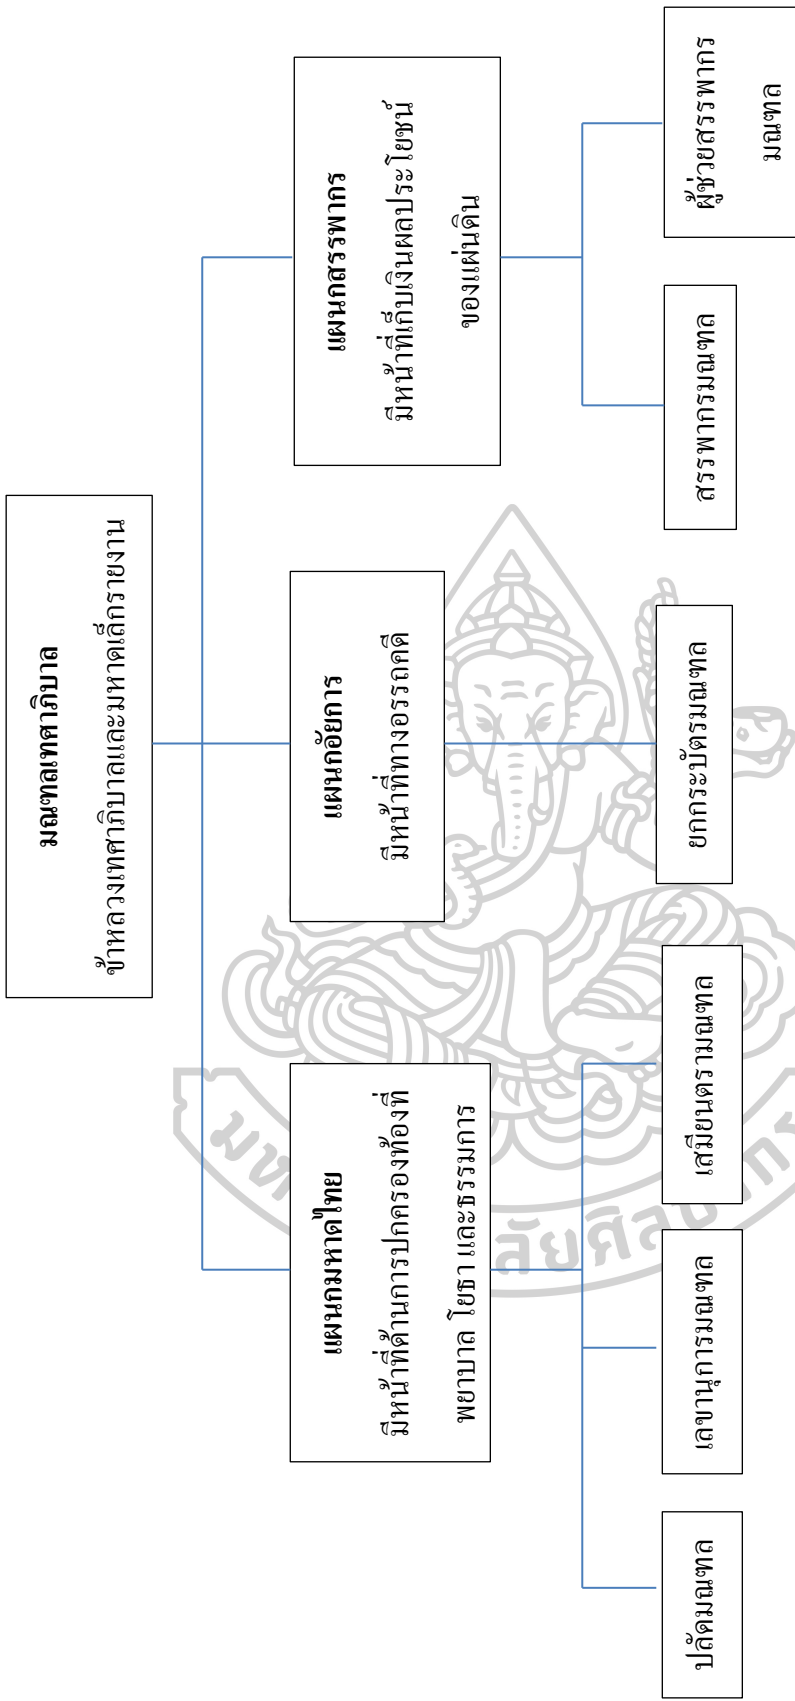 มณฑลเทศาภิบาล
ข้าหลวงเทศาภิบาลและมหาดเล็กรายงาน
แผนกมหาดไทย
มีหน้าที่ด้านการปกครองท้องที่
พยาบาล โยธา และธรรมการ
แผนกอัยการ
มีหน้าที่ทางอรรถคดี
แผนกสรรพากร
มีหน้าที่เก็บเงินผลประโยชน์
ของแผ่นดิน
ปลัดมณฑล
เลขานุการมณฑล
เสมียนตรามณฑล
ยกกระบัตรมณฑล
สรรพากรมณฑล
ผู้ช่วยสรรพากร
มณฑล